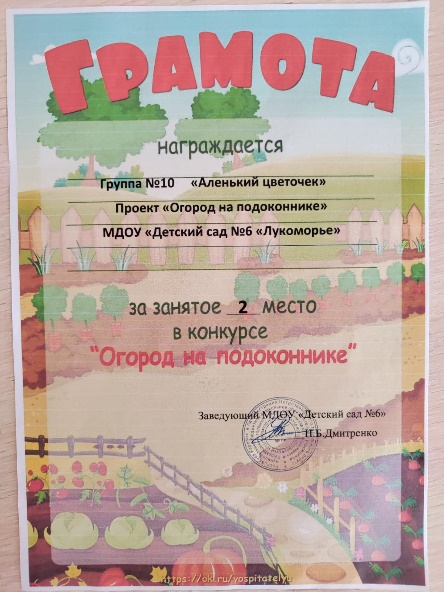 ГРАМОТА
награждается
Группа №10 «Аленький цветочек»
Проект «Огород на подоконнике»
МДОУ «Детский сад №6 «Лукоморье»
за занятое 2 место
в конкурсе
"Огород на подоконнике"
Заведующий МДОУ «Детский сад №6»
Н.Б.Дмитренко
https://ok.ru/vospitately